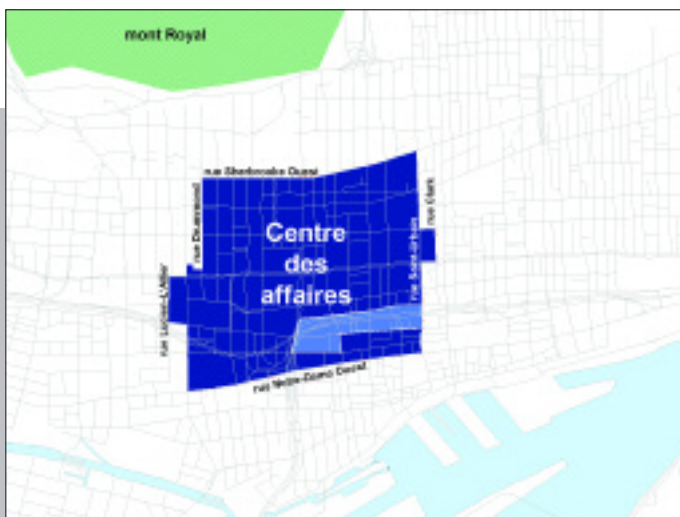 mont Royal
rue Sherbrooke Ouest
rue Drummond
rue Clark
Centre
des
affaires
rue Saint-Urbain
rue Lucien-L'Allier
rue Notre-Dame Ouest